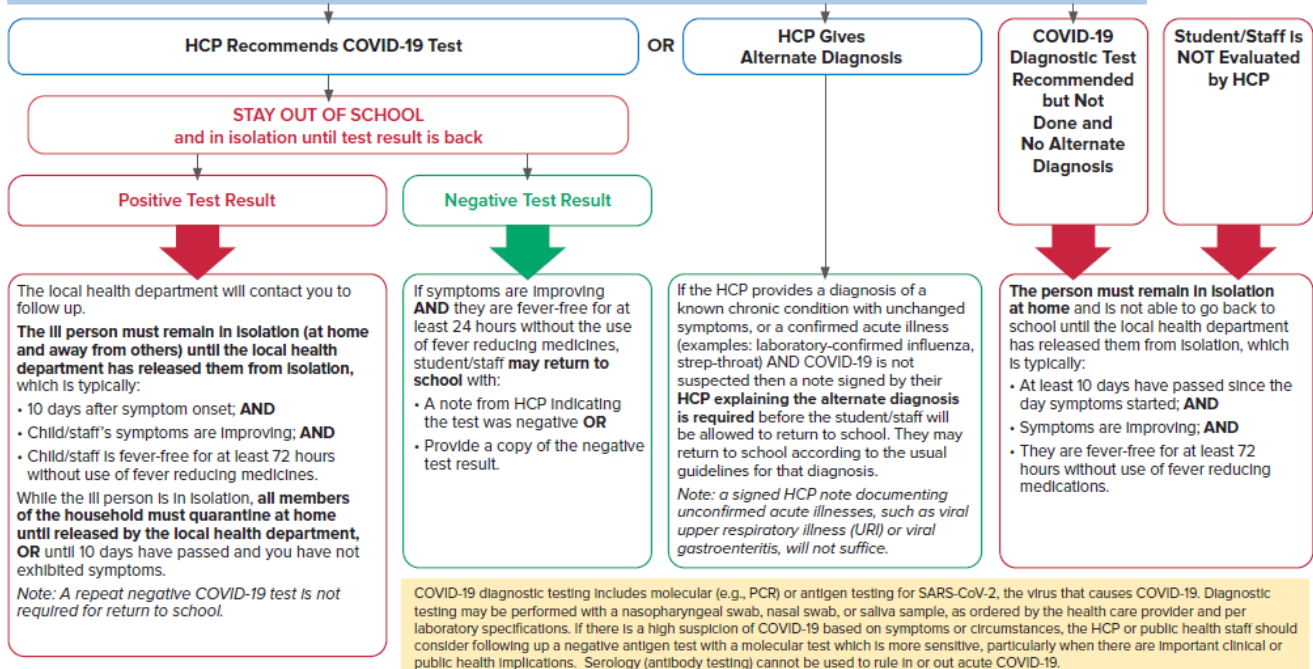 HCP Recommends COVID-19 Test
OR
HCP Gives
Alternate Diagnosis
COVID-19
Diagnostic Test
Recommended
but Not
Done and
No Alternate
Diagnosis
Student/Staff is
NOT Evaluated
by HCP
STAY OUT OF SCHOOL
and in isolation until test result is back
Positive Test Result
Negative Test Result
The local health department will contact you to
follow up.
The ill person must remain in isolation (at home
and away from others) until the local health
department has released them from isolation,
which is typically:
• 10 days after symptom onset; AND
• Child/staff's symptoms are improving; AND
• Child/staff is fever-free for at least 72 hours
without use of fever reducing medicines.
While the ill person is in isolation, all members
of the household must quarantine at home
until released by the local health department,
OR until 10 days have passed and you have not
exhibited symptoms.
Note: A repeat negative COVID-19 test is not
required for return to school.
If symptoms are improving
AND they are fever-free for at
least 24 hours without the use
of fever reducing medicines,
student/staff may return to
school with:
• A note from HCP indicating
the test was negative OR
• Provide a copy of the negative
test result.
If the HCP provides a diagnosis of a
known chronic condition with unchanged
symptoms, or a confirmed acute illness
(examples: laboratory-confirmed influenza,
strep-throat) AND COVID-19 is not
suspected then a note signed by their
HCP explaining the alternate diagnosis
is required before the student/staff will
be allowed to return to school. They may
return to school according to the usual
guidelines for that diagnosis.
Note: a signed HCP note documenting
unconfirmed acute illnesses, such as viral
upper respiratory illness (URI) or viral
gastroenteritis, will not suffice.
The person must remain in isolation
at home and is not able to go back to
school until the local health department
has released them from isolation, which
is typically:
• At least 10 days have passed since the
day symptoms started; AND
• Symptoms are improving; AND
• They are fever-free for at least 72
hours without use of fever reducing
medications.
COVID-19 diagnostic testing includes molecular (e.g., PCR) or antigen testing for SARS-CoV-2, the virus that causes COVID-19. Diagnostic
testing may be performed with a nasopharyngeal swab, nasal swab, or saliva sample, as ordered by the health care provider and per
laboratory specifications. If there is a high suspicion of COVID-19 based on symptoms or circumstances, the HCP or public health staff should
consider following up a negative antigen test with a molecular test which is more sensitive, particularly when there are important clinical or
public health implications. Serology (antibody testing) cannot be used to rule in or out acute COVID-19.